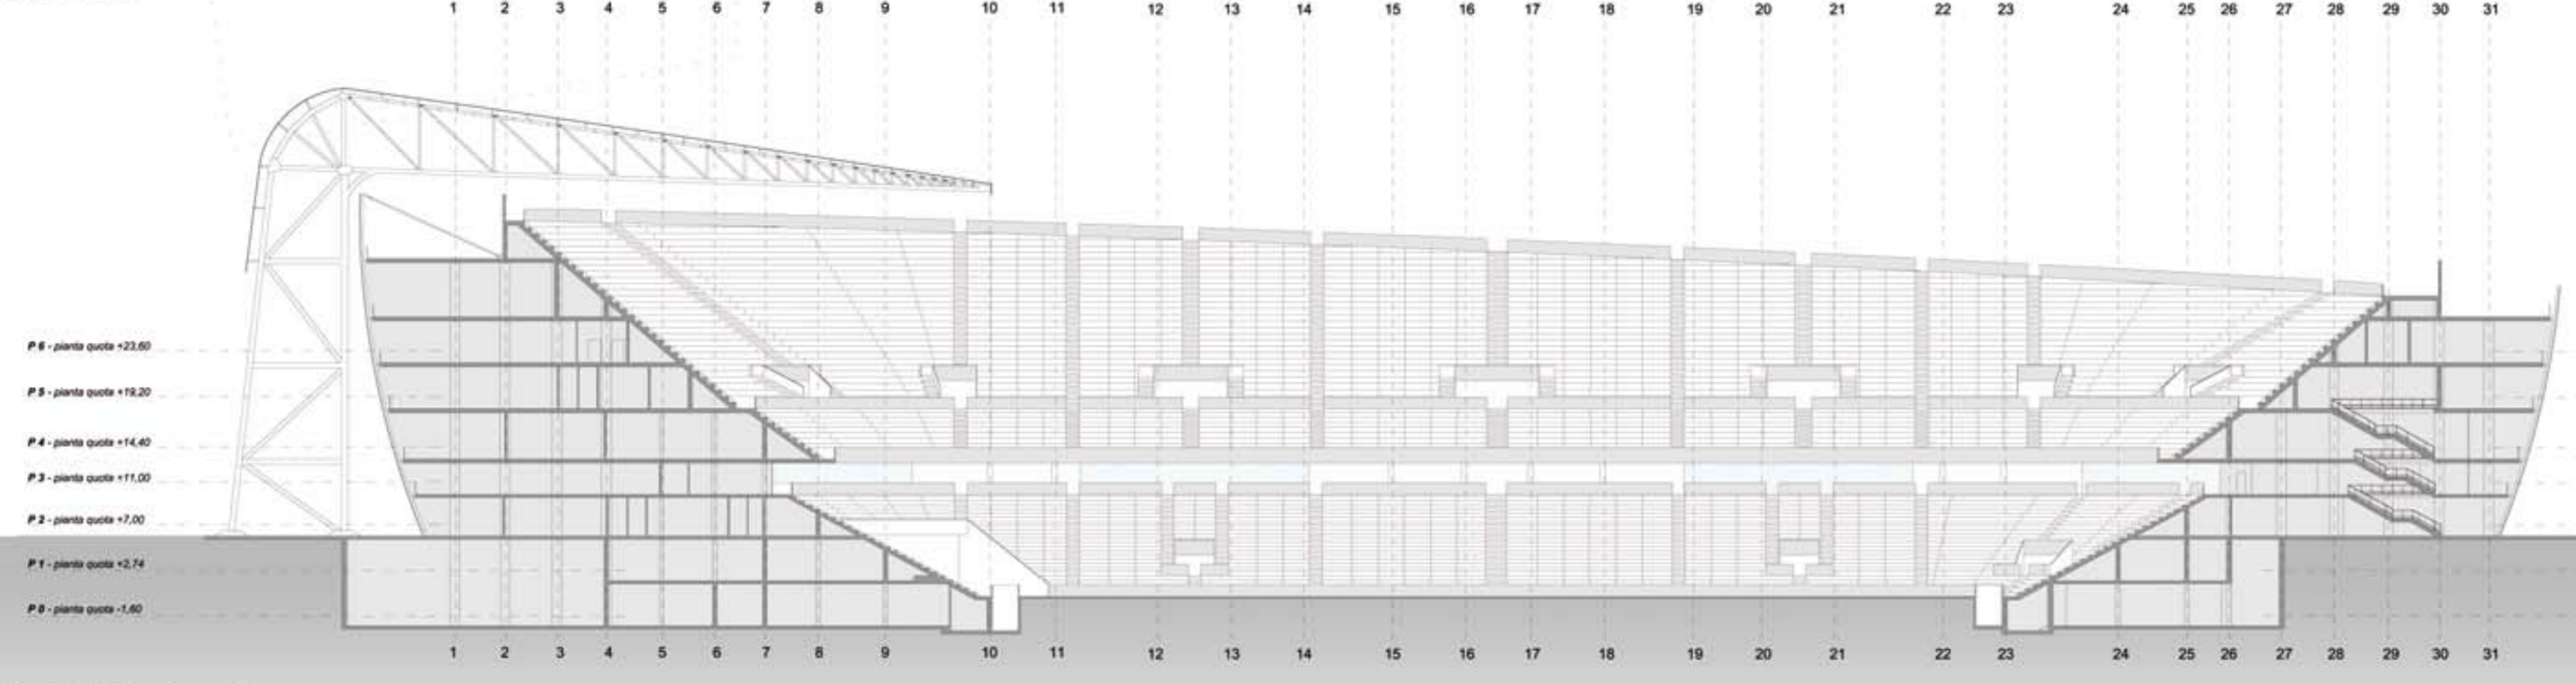 1 2 3 4 5 6 7 8 9 10 11 12 13 14 15 16 17 18 19 20 21 22 23 24 25 26 27 28 29 30 31
P 6 - pianta quota +23,60
P 5 - pianta quota +19,20
P 4 - pianta quota +14,40
P 3 - pianta quota +11,00
P 2 - pianta quota +7,00
P 1 - pianta quota +2,74
P 0 - pianta quota -1,60
1 2 3 4 5 6 7 8 9 10 11 12 13 14 15 16 17 18 19 20 21 22 23 24 25 26 27 28 29 30 31